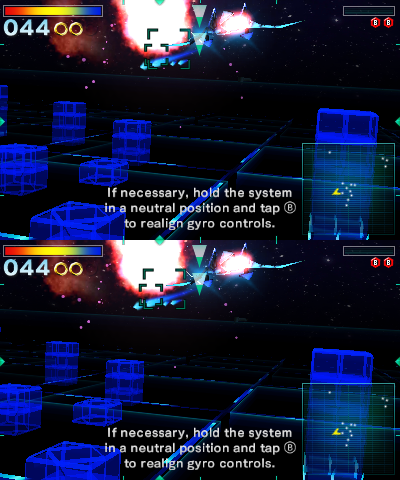 044
B B
If necessary, hold the system
in a neutral position and tap Ⓑ
to realign gyro controls.
044
B B
If necessary, hold the system
in a neutral position and tap Ⓑ
to realign gyro controls.